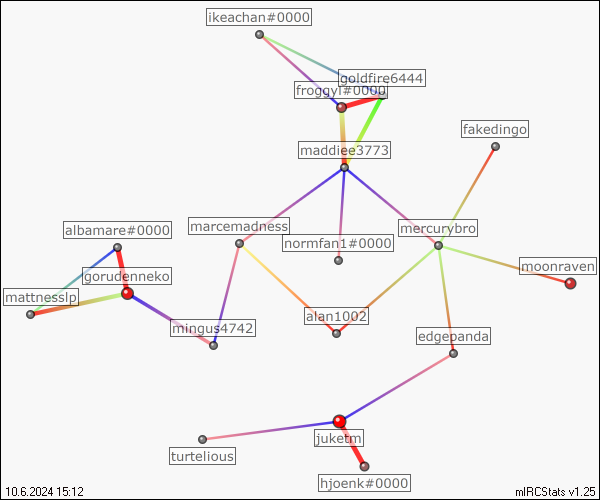 ikeachan#0000
goldfire6444
froggyl#0000
fakedingo
maddiee3773
albamare#0000
marcemadness
mercurybro
normfan1#0000
gorudenneko
moonraven
mattnesslp
mingus4742
alan1002
edgepanda
juketm
turtelious
hjoenk#0000
10.6.2024 15:12
mIRCStats v1.25